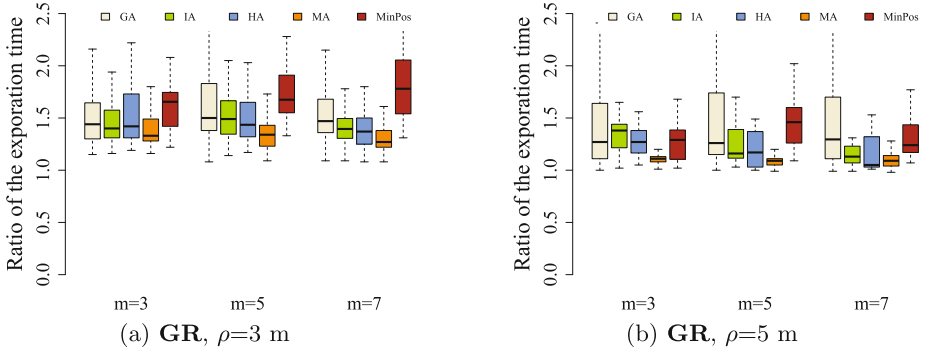 GA IA HA MA MinPos
Ratio of the exporation time
0.0 0.5 1.0 1.5 2.0 2.5
m=3 m=5 m=7
(a) GR, ρ=3 m
GA IA HA MA MinPos
Ratio of the exporation time
0.0 0.5 1.0 1.5 2.0 2.5
m=3 m=5 m=7
(b) GR, ρ=5 m